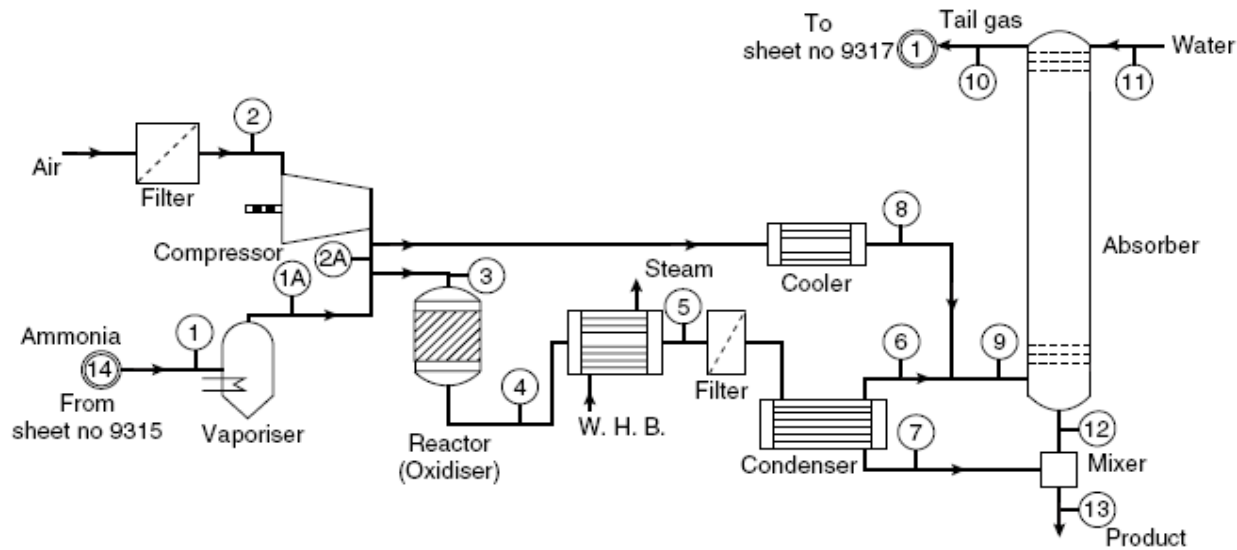 To
sheet no 9317
1
Tail gas
10
Water
11
Air
Filter
2
Compressor
2A
1A
3
Steam
Cooler
8
Absorber
Ammonia
14
From
sheet no 9315
1
Vaporiser
Reactor
(Oxidiser)
4
W. H. B.
5
Filter
6
9
Condenser
7
12
Mixer
13
Product